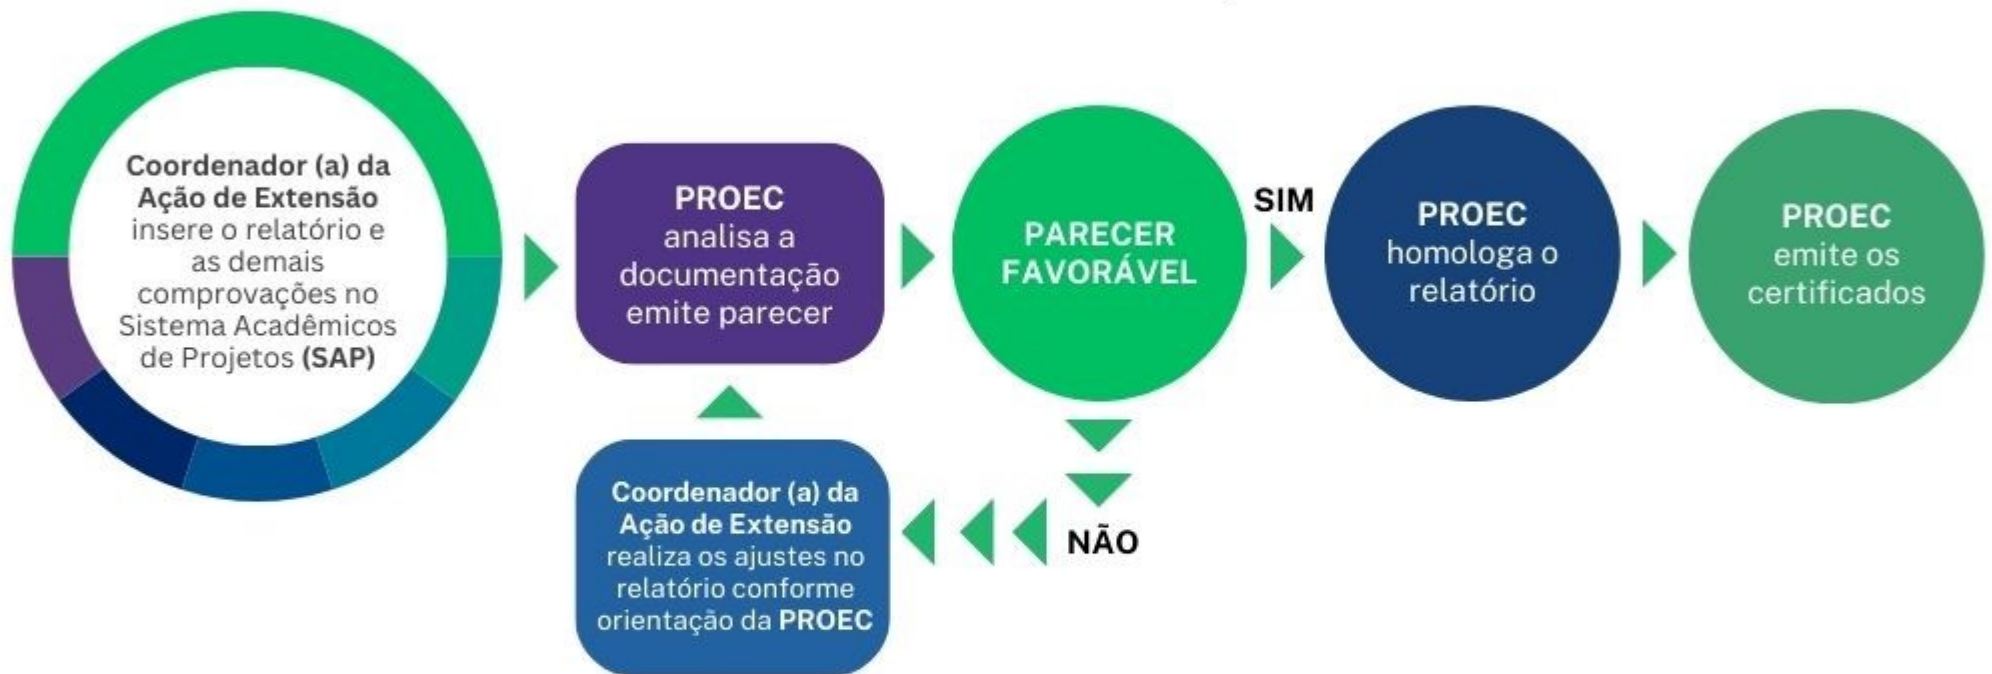 Coordenador (a) da
Ação de Extensão
insere o relatório e
as demais
comprovações no
Sistema Acadêmicos
de Projetos (SAP)
PROEC
analisa a
documentação
emite parecer
PARECER
FAVORÁVEL
SIM
PROEC
homologa o
relatório
PROEC
emite os
certificados
NÃO
Coordenador (a) da
Ação de Extensão
realiza os ajustes no
relatório conforme
orientação da PROEC